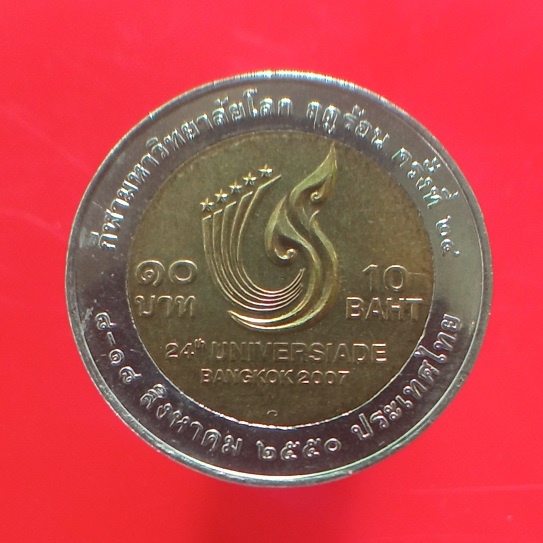 กีฬามหาวิทยาลัยโลก ฤดูร้อน ครั้งที่ ๒๔
๑๐
บาท
10
BAHT
24th UNIVERSIADE
BANGKOK 2007
๘-๑๘ สิงหาคม ๒๕๕๐ ประเทศไทย